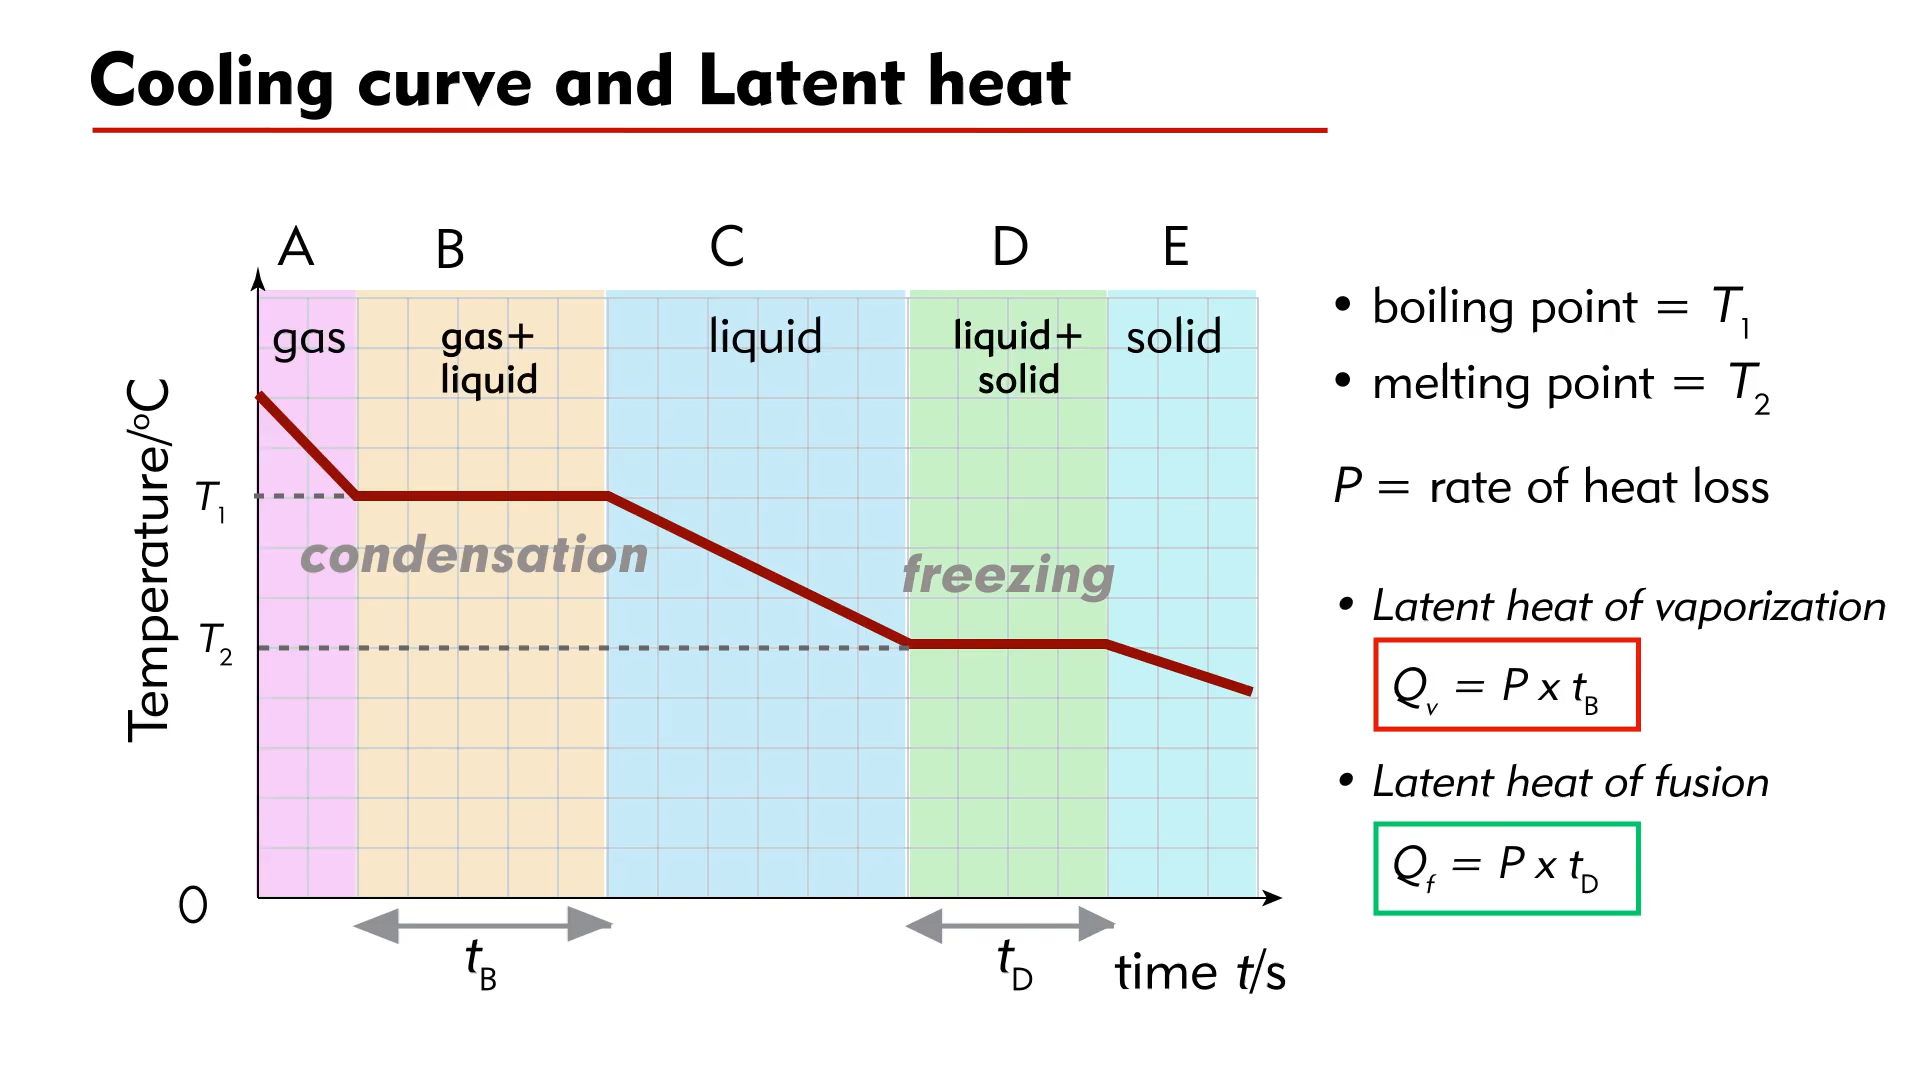 Cooling curve and Latent heat
A B C D E
gas
gas+
liquid
liquid
liquid+
solid
solid
Temperature/°C
T1
T2
0
condensation
freezing
tB
tD
time t/s
• boiling point = T1
• melting point = T2
P = rate of heat loss
• Latent heat of vaporization
Qv = P x tB
• Latent heat of fusion
Qf = P x tD